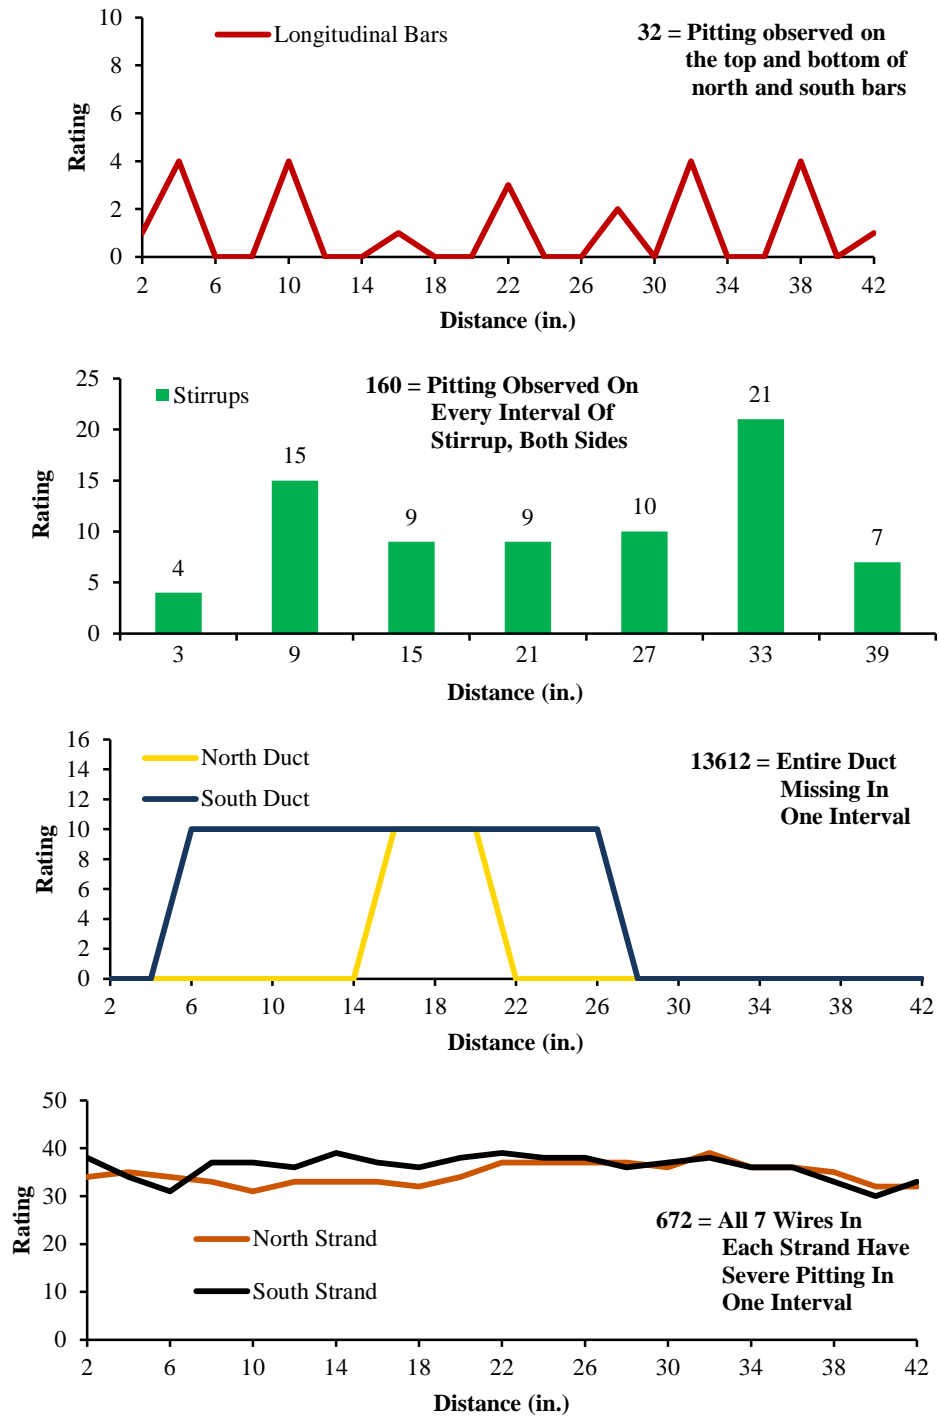 10
8
6
4
2
0
Rating
Longitudinal Bars
32 = Pitting observed on
the top and bottom of
north and south bars
2 6 10 14 18 22 26 30 34 38 42
Distance (in.)
25
20
15
10
5
0
Rating
Stirrups
160 = Pitting Observed On
Every Interval Of
Stirrup, Both Sides
4 15 9 9 10 21 7
3 9 15 21 27 33 39
Distance (in.)
16
14
12
10
8
6
4
2
0
Rating
North Duct
South Duct
13612 = Entire Duct
Missing In
One Interval
2 6 10 14 18 22 26 30 34 38 42
Distance (in.)
50
40
30
20
10
0
Rating
North Strand
South Strand
672 = All 7 Wires In
Each Strand Have
Severe Pitting In
One Interval
2 6 10 14 18 22 26 30 34 38 42
Distance (in.)